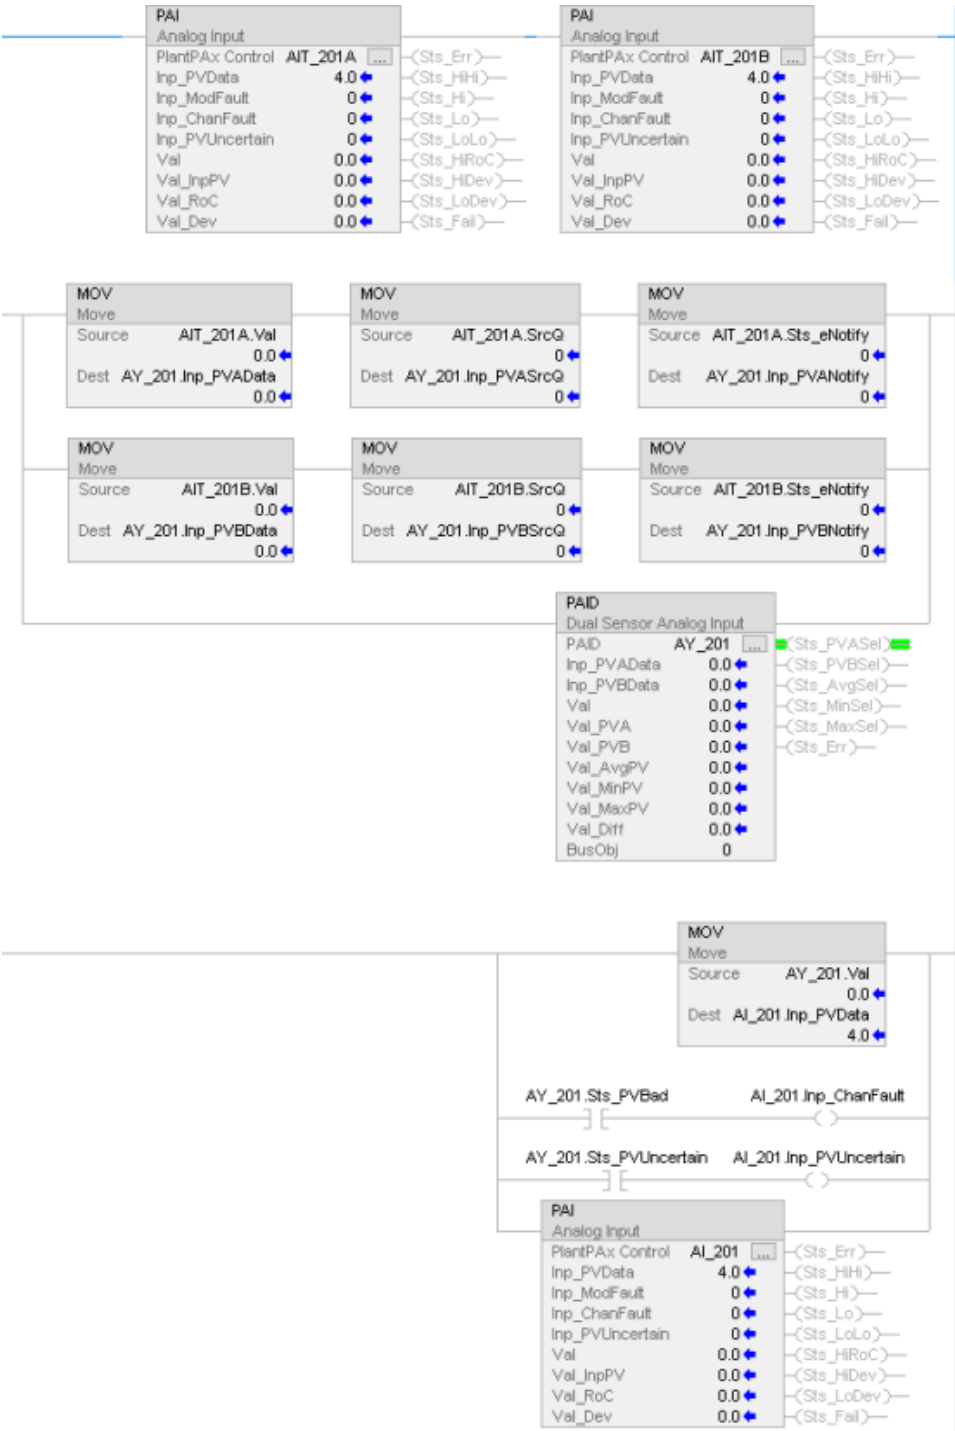 PAI
Analog Input
PlantPAx Control AIT_201A ...
Inp_PVData 4.0
Inp_ModFault 0
Inp_ChanFault 0
Inp_PVUncertain 0
Val 0.0
Val_InpPV 0.0
Val_RoC 0.0
Val_Dev 0.0
(Sts_Err)
(Sts_HiHi)
(Sts_Hi)
(Sts_Lo)
(Sts_LoLo)
(Sts_HiRoC)
(Sts_HiDev)
(Sts_LoDev)
(Sts_Fail)
PAI
Analog Input
PlantPAx Control AIT_201B ...
Inp_PVData 4.0
Inp_ModFault 0
Inp_ChanFault 0
Inp_PVUncertain 0
Val 0.0
Val_InpPV 0.0
Val_RoC 0.0
Val_Dev 0.0
(Sts_Err)
(Sts_HiHi)
(Sts_Hi)
(Sts_Lo)
(Sts_LoLo)
(Sts_HiRoC)
(Sts_HiDev)
(Sts_LoDev)
(Sts_Fail)
MOV
Move
Source AIT_201A.Val
0.0
Dest AY_201.Inp_PVAData
0.0
MOV
Move
Source AIT_201A.SrcQ
0
Dest AY_201.Inp_PVASrcQ
0
MOV
Move
Source AIT_201A.Sts_eNotify
0
Dest AY_201.Inp_PVANotify
0
MOV
Move
Source AIT_201B.Val
0.0
Dest AY_201.Inp_PVBData
0.0
MOV
Move
Source AIT_201B.SrcQ
0
Dest AY_201.Inp_PVBSrcQ
0
MOV
Move
Source AIT_201B.Sts_eNotify
0
Dest AY_201.Inp_PVBNotify
0
PAID
Dual Sensor Analog Input
PAID AY_201 ...
Inp_PVAData 0.0
Inp_PVBData 0.0
Val 0.0
Val_PVA 0.0
Val_PVB 0.0
Val_AvgPV 0.0
Val_MinPV 0.0
Val_MaxPV 0.0
Val_Diff 0.0
BusObj 0
(Sts_PVASel)
(Sts_PVBSel)
(Sts_AvgSel)
(Sts_MinSel)
(Sts_MaxSel)
(Sts_Err)
MOV
Move
Source AY_201.Val
0.0
Dest AI_201.Inp_PVData
4.0
AY_201.Sts_PVBad AI_201.Inp_ChanFault
AY_201.Sts_PVUncertain AI_201.Inp_PVUncertain
PAI
Analog Input
PlantPAx Control AI_201 ...
Inp_PVData 4.0
Inp_ModFault 0
Inp_ChanFault 0
Inp_PVUncertain 0
Val 0.0
Val_InpPV 0.0
Val_RoC 0.0
Val_Dev 0.0
(Sts_Err)
(Sts_HiHi)
(Sts_Hi)
(Sts_Lo)
(Sts_LoLo)
(Sts_HiRoC)
(Sts_HiDev)
(Sts_LoDev)
(Sts_Fail)